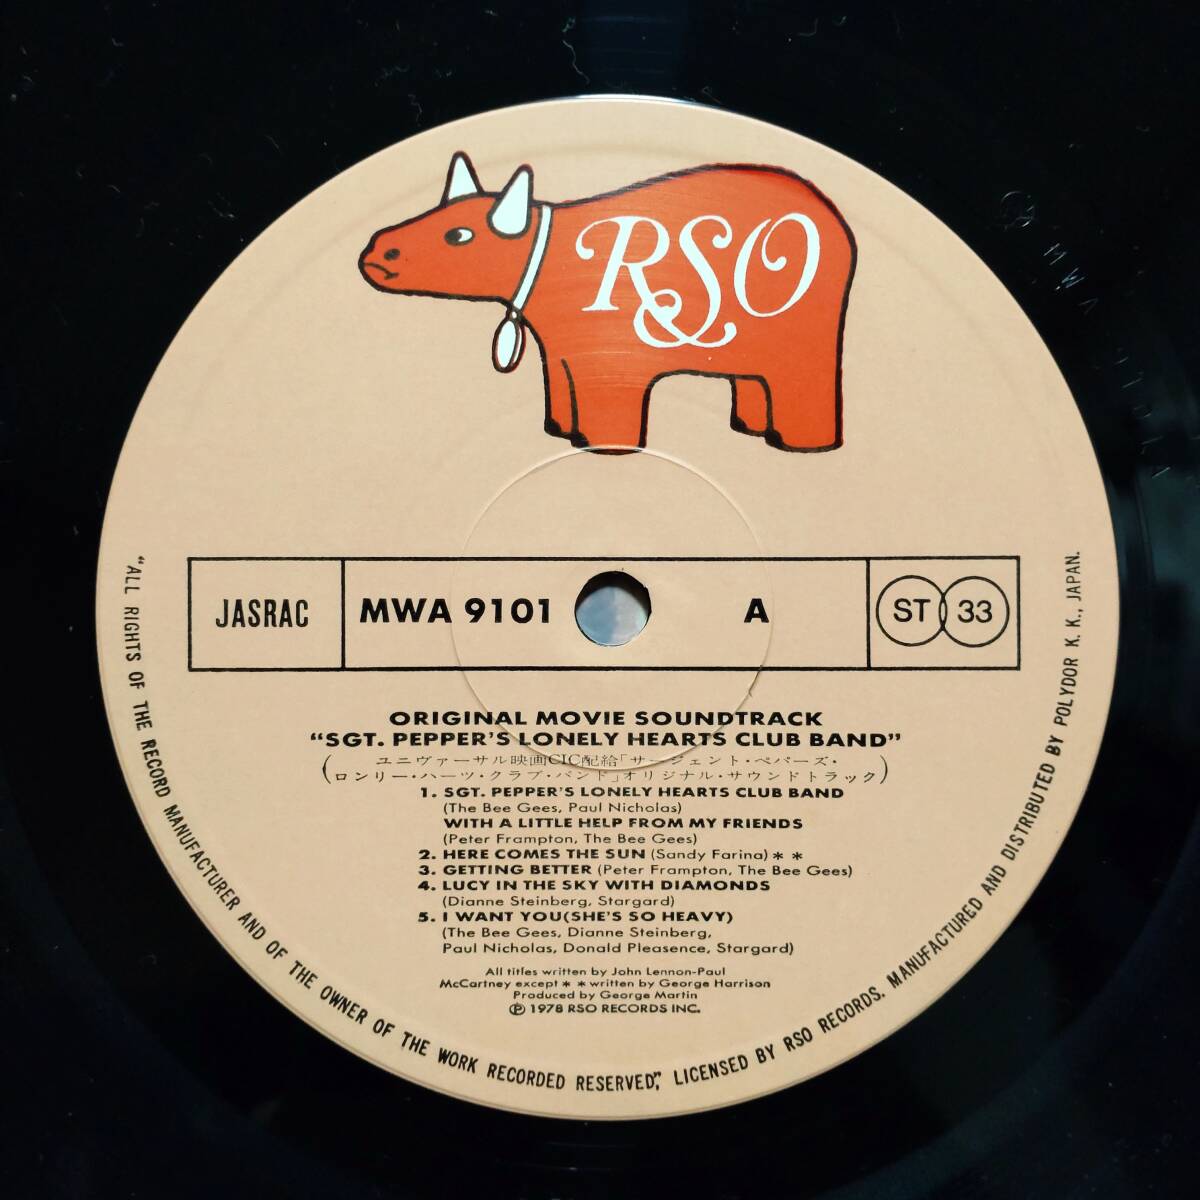 RSO
JASRAC
MWA 9101
A
ST 33
ORIGINAL MOVIE SOUNDTRACK
“SGT. PEPPER'S LONELY HEARTS CLUB BAND”
(ユニヴァーサル映画CIC配給「サージェント・ペパーズ・
ロンリー・ハーツ・クラブ・バンド」オリジナル・サウンドトラック)
1. SGT. PEPPER'S LONELY HEARTS CLUB BAND
(The Bee Gees, Paul Nicholas)
WITH A LITTLE HELP FROM MY FRIENDS
(Peter Frampton, The Bee Gees)
2. HERE COMES THE SUN (Sandy Farina)**
3. GETTING BETTER (Peter Frampton, The Bee Gees)
4. LUCY IN THE SKY WITH DIAMONDS
(Dianne Steinberg, Stargard)
5. I WANT YOU(SHE'S SO HEAVY)
(The Bee Gees, Dianne Steinberg,
Paul Nicholas, Donald Pleasence, Stargard)
All titles written by John Lennon-Paul
McCartney except ** written by George Harrison
Produced by George Martin
℗ 1978 RSO RECORDS INC.
“ALL RIGHTS OF THE RECORD MANUFACTURER AND OF THE OWNER OF THE WORK RECORDED RESERVED”, LICENSED BY RSO RECORDS. MANUFACTURED AND DISTRIBUTED BY POLYDOR K. K., JAPAN.